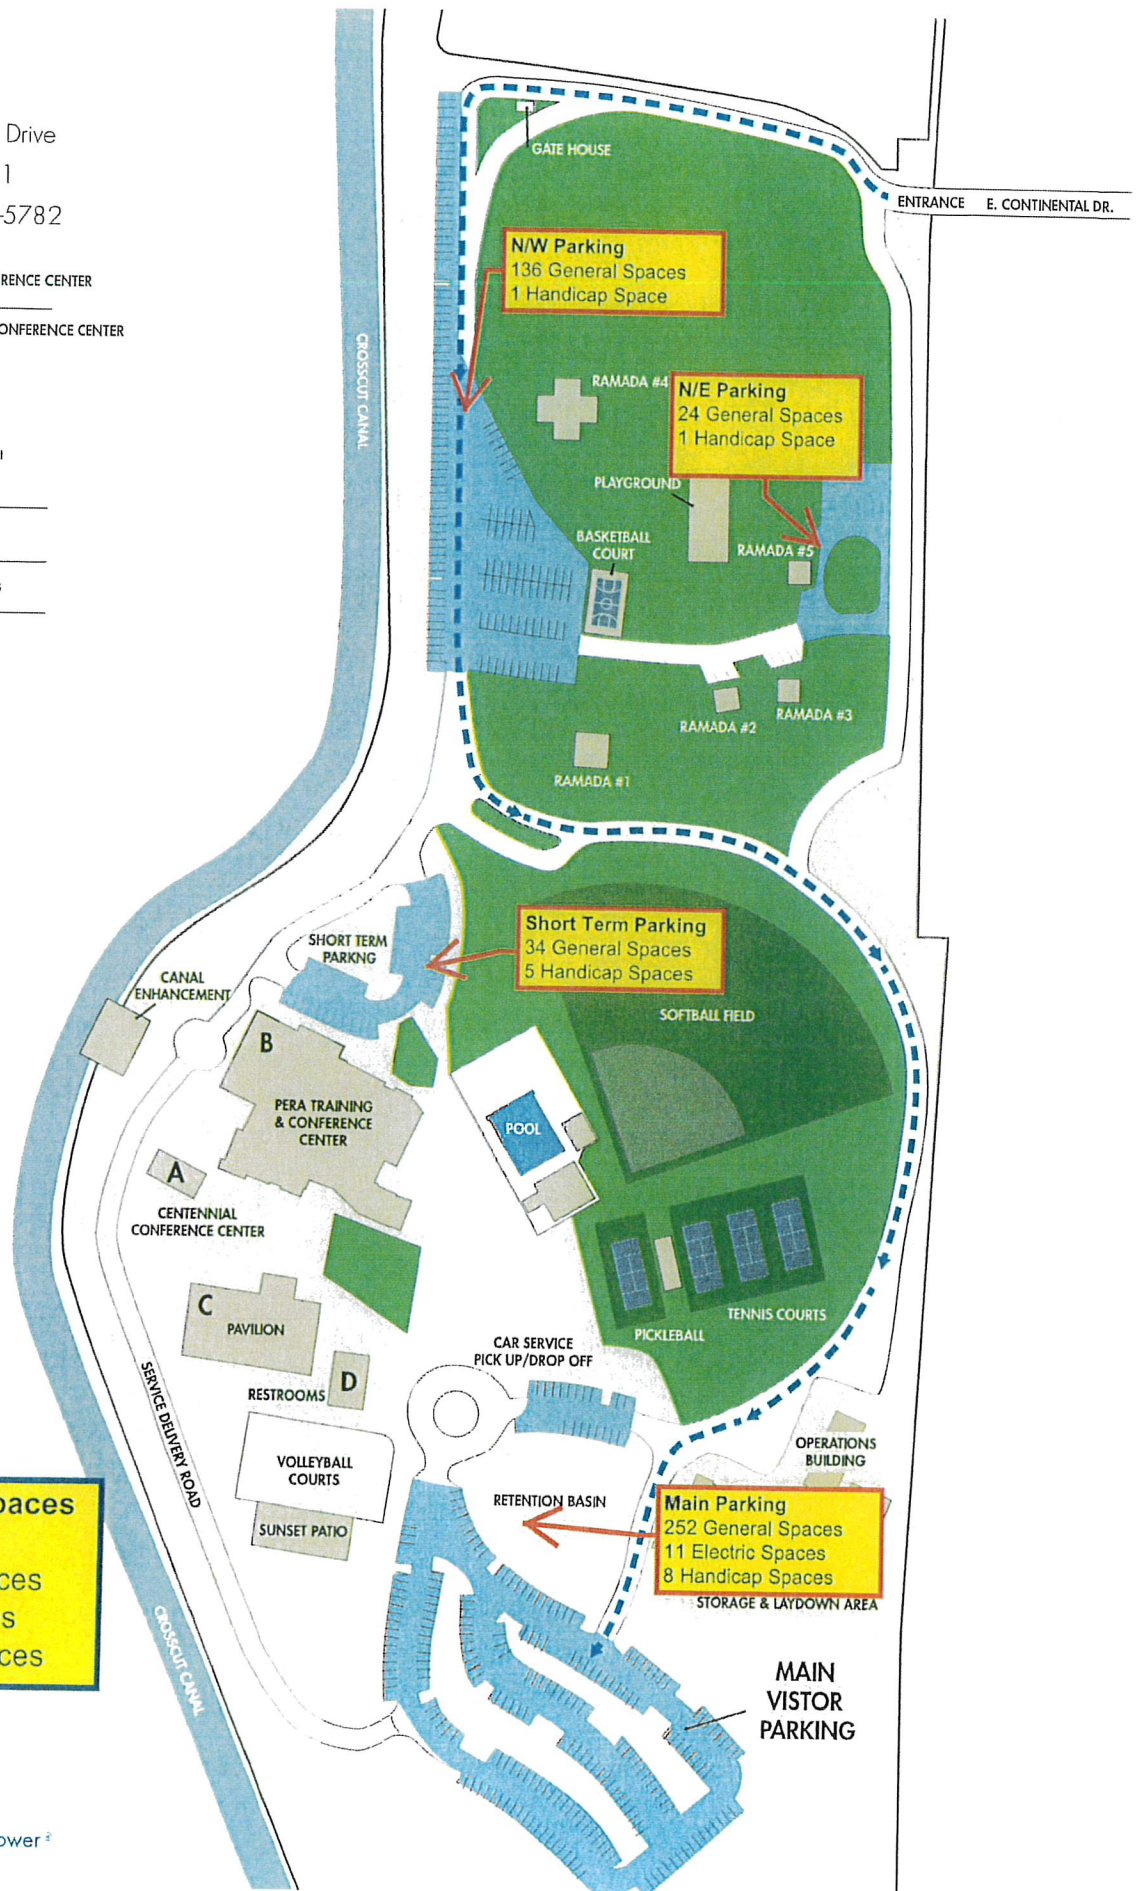 Drive
1
-5782
RENCE CENTER
ONFERENCE CENTER
GATE HOUSE
ENTRANCE E. CONTINENTAL DR.
N/W Parking
136 General Spaces
1 Handicap Space
CROSSCUT CANAL
RAMADA #4
N/E Parking
24 General Spaces
1 Handicap Space
PLAYGROUND
BASKETBALL
COURT
RAMADA #5
RAMADA #2
RAMADA #3
RAMADA #1
SHORT TERM
PARKNG
Short Term Parking
34 General Spaces
5 Handicap Spaces
CANAL
ENHANCEMENT
SOFTBALL FIELD
B
PERA TRAINING
& CONFERENCE
CENTER
POOL
A
CENTENNIAL
CONFERENCE CENTER
C
PAVILION
TENNIS COURTS
PICKLEBALL
CAR SERVICE
PICK UP/DROP OFF
RESTROOMS
D
SERVICE DELIVERY ROAD
VOLLEYBALL
COURTS
SUNSET PATIO
OPERATIONS
BUILDING
RETENTION BASIN
Main Parking
252 General Spaces
11 Electric Spaces
8 Handicap Spaces
STORAGE & LAYDOWN AREA
paces
ces
s
ces
CROSSCUT CANAL
MAIN
VISTOR
PARKING
ower